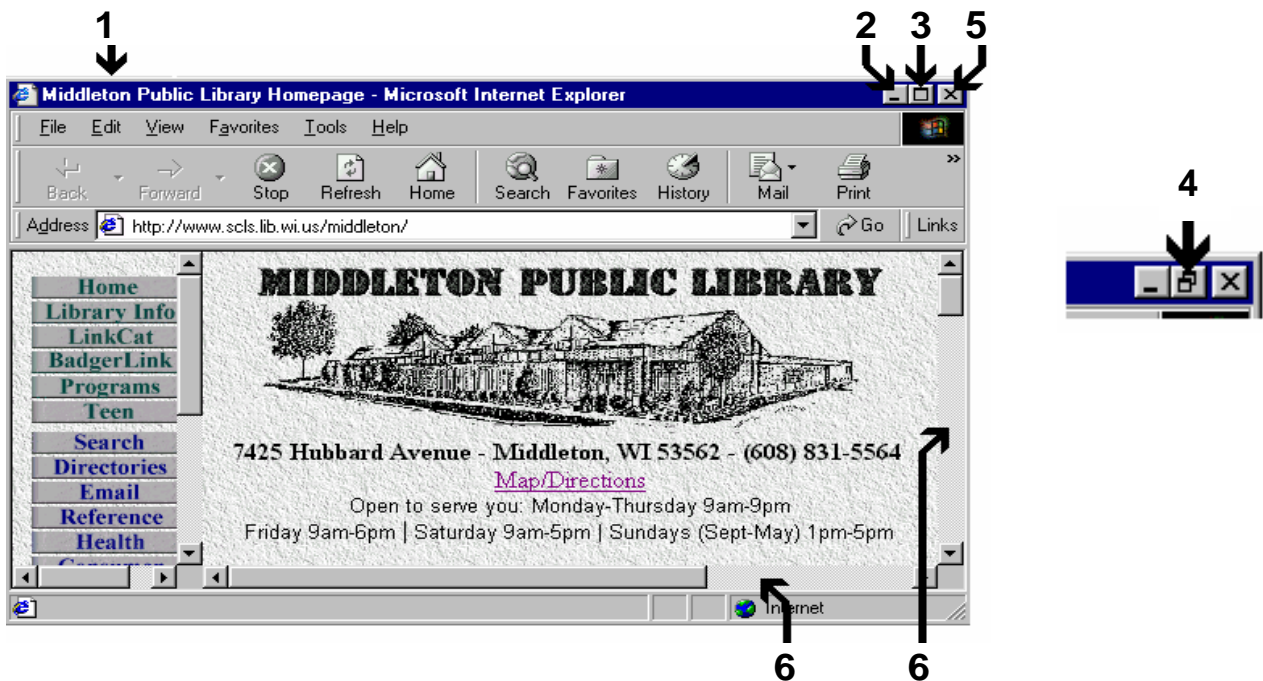 1
2 3 5
Middleton Public Library Homepage - Microsoft Internet Explorer
File Edit View Favorites Tools Help
Back Forward Stop Refresh Home Search Favorites History Mail Print »
Address http://www.scls.lib.wi.us/middleton/ Go Links
4
Home
Library Info
LinkCat
BadgerLink
Programs
Teen
Search
Directories
Email
Reference
Health
Consumer
MIDDLETON PUBLIC LIBRARY
7425 Hubbard Avenue - Middleton, WI 53562 - (608) 831-5564
Map/Directions
Open to serve you: Monday-Thursday 9am-9pm
Friday 9am-6pm | Saturday 9am-5pm | Sundays (Sept-May) 1pm-5pm
Internet
6 6